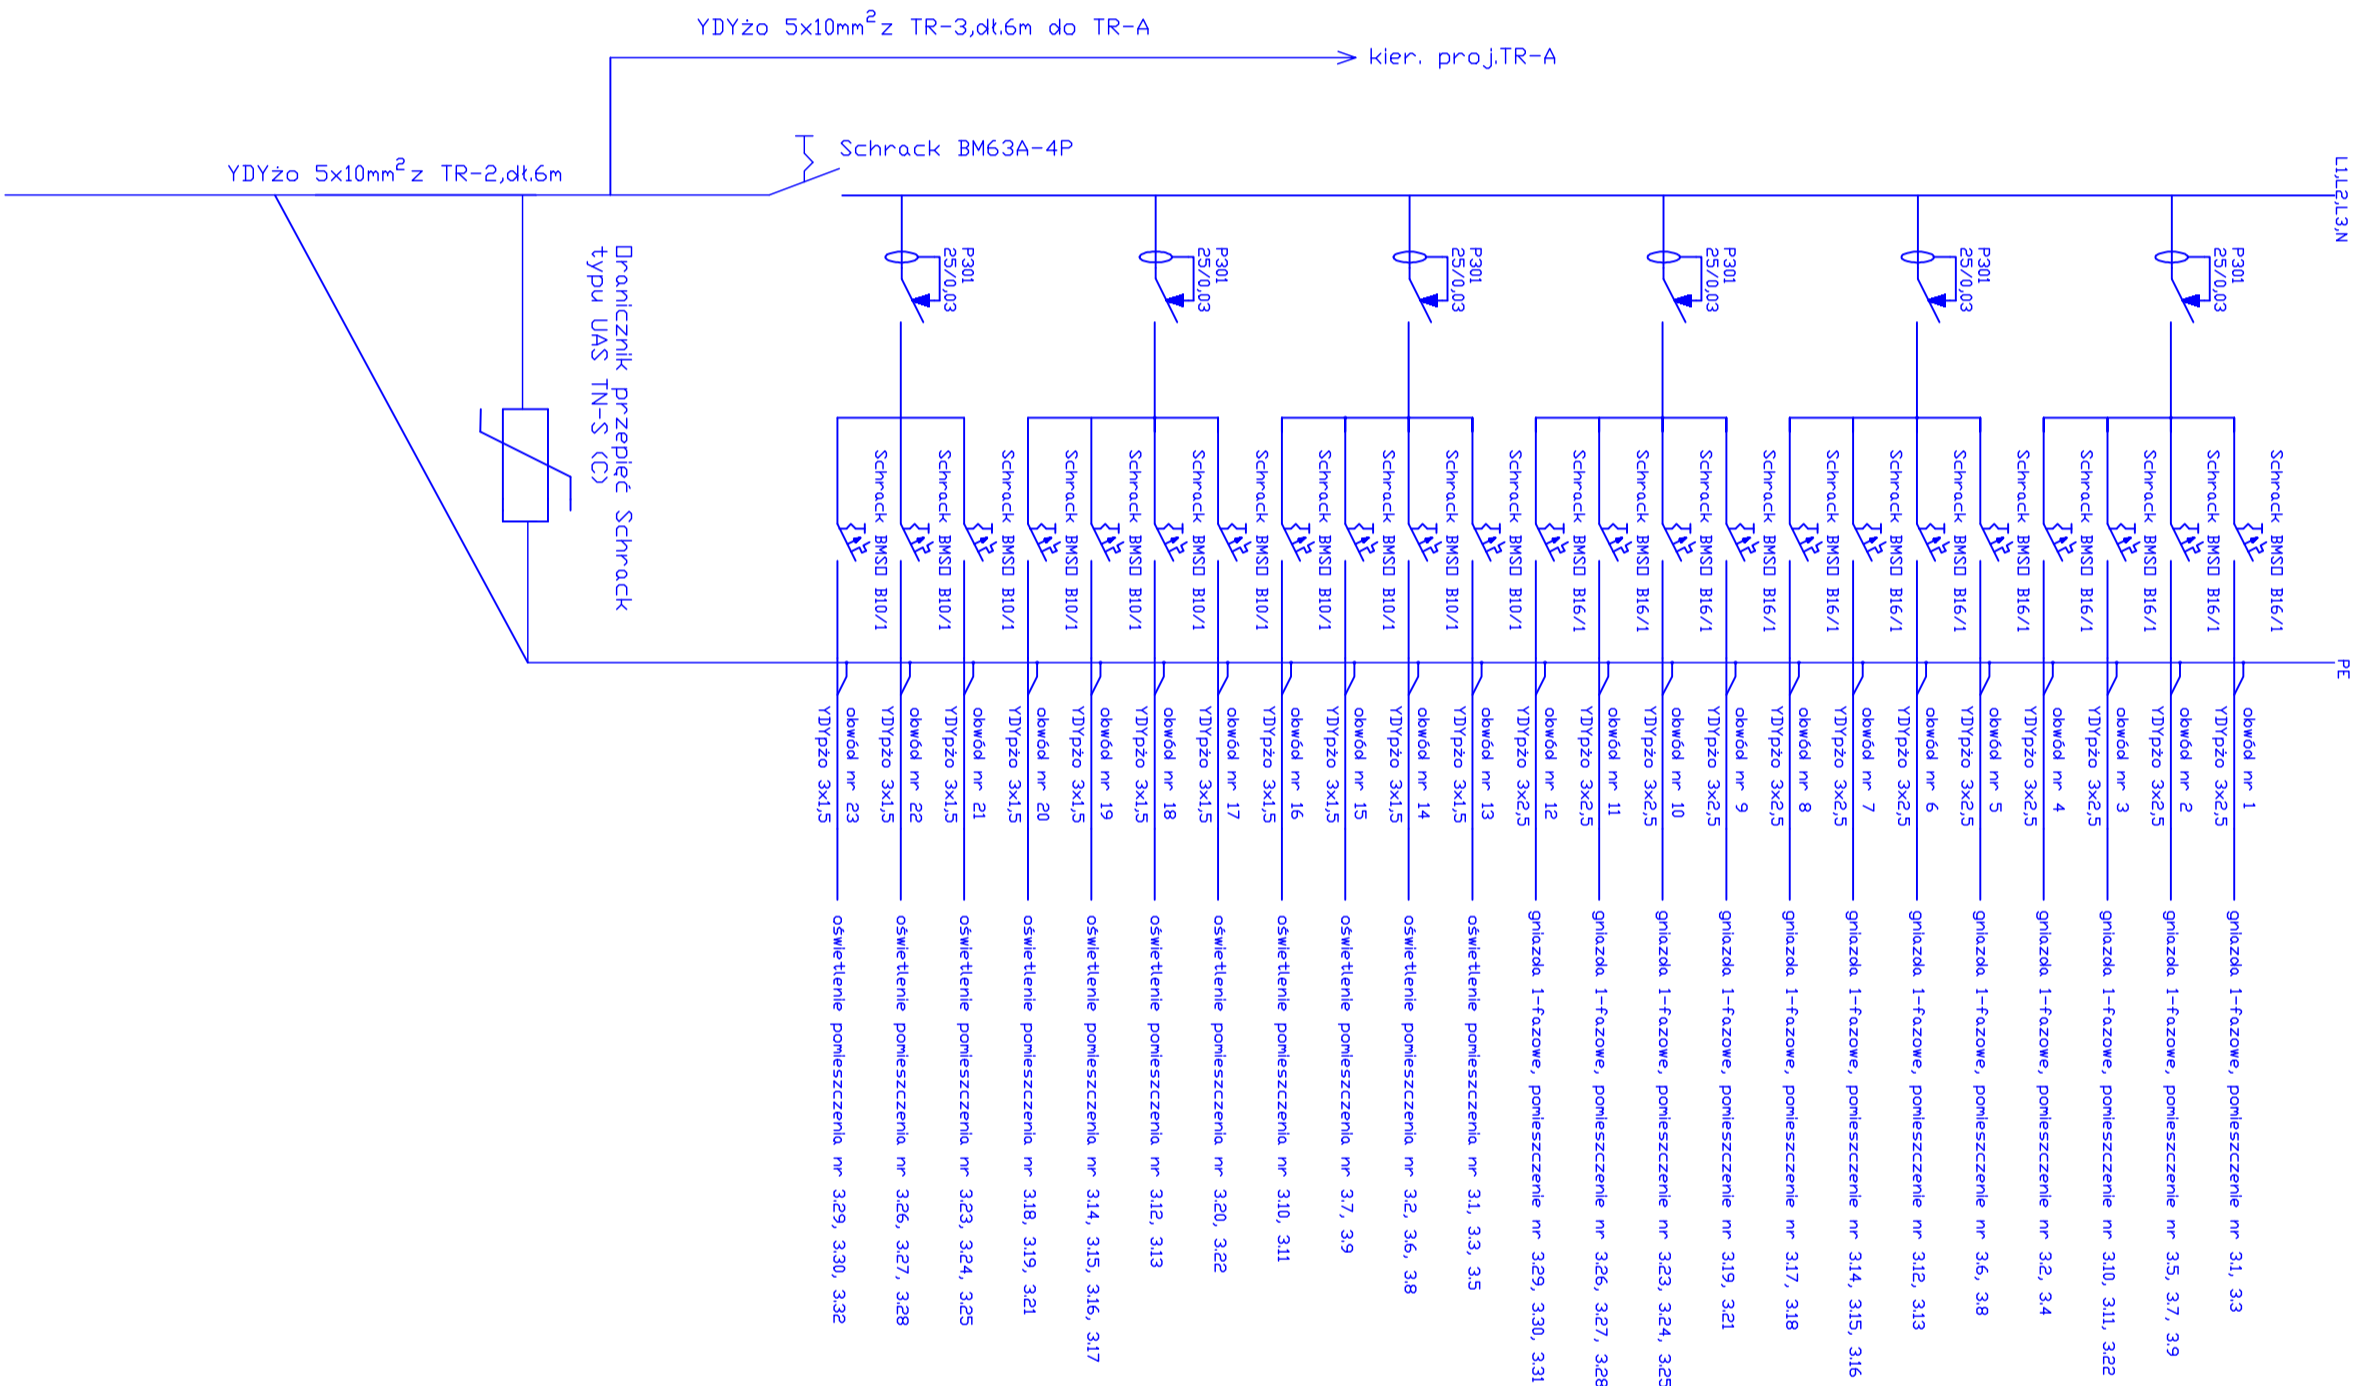 YDYżo 5x10mm² z TR-3,dł.6m do TR-A
kier. proj.TR-A
Schrack BM63A-4P
YDYżo 5x10mm² z TR-2,dł.6m
L1,L2,L3,N
Ogranicznik przepięć Schrack
typu UAS TN-S (C)
P301
25/0,03
P301
25/0,03
P301
25/0,03
P301
25/0,03
P301
25/0,03
P301
25/0,03
Schrack BMSO B16/1
Schrack BMSO B16/1
Schrack BMSO B16/1
Schrack BMSO B16/1
Schrack BMSO B16/1
Schrack BMSO B16/1
Schrack BMSO B16/1
Schrack BMSO B16/1
Schrack BMSO B16/1
Schrack BMSO B16/1
Schrack BMSO B16/1
Schrack BMSO B16/1
Schrack BMSO B10/1
Schrack BMSO B10/1
Schrack BMSO B10/1
Schrack BMSO B10/1
Schrack BMSO B10/1
Schrack BMSO B10/1
Schrack BMSO B10/1
Schrack BMSO B10/1
Schrack BMSO B10/1
Schrack BMSO B10/1
Schrack BMSO B10/1
PE
obwód nr 1
YDYpżo 3x2,5
gniazda 1-fazowe, pomieszczenie nr 3.1, 3.3
obwód nr 2
YDYpżo 3x2,5
gniazda 1-fazowe, pomieszczenie nr 3.5, 3.7, 3.9
obwód nr 3
YDYpżo 3x2,5
gniazda 1-fazowe, pomieszczenie nr 3.10, 3.11, 3.22
obwód nr 4
YDYpżo 3x2,5
gniazda 1-fazowe, pomieszczenie nr 3.2, 3.4
obwód nr 5
YDYpżo 3x2,5
gniazda 1-fazowe, pomieszczenie nr 3.6, 3.8
obwód nr 6
YDYpżo 3x2,5
gniazda 1-fazowe, pomieszczenie nr 3.12, 3.13
obwód nr 7
YDYpżo 3x2,5
gniazda 1-fazowe, pomieszczenie nr 3.14, 3.15, 3.16
obwód nr 8
YDYpżo 3x2,5
gniazda 1-fazowe, pomieszczenie nr 3.17, 3.18
obwód nr 9
YDYpżo 3x2,5
gniazda 1-fazowe, pomieszczenie nr 3.19, 3.21
obwód nr 10
YDYpżo 3x2,5
gniazda 1-fazowe, pomieszczenie nr 3.23, 3.24, 3.25
obwód nr 11
YDYpżo 3x2,5
gniazda 1-fazowe, pomieszczenie nr 3.26, 3.27, 3.28
obwód nr 12
YDYpżo 3x2,5
gniazda 1-fazowe, pomieszczenie nr 3.29, 3.30, 3.31
obwód nr 13
YDYpżo 3x1,5
oświetlenie pomieszczenia nr 3.1, 3.3, 3.5
obwód nr 14
YDYpżo 3x1,5
oświetlenie pomieszczenia nr 3.2, 3.6, 3.8
obwód nr 15
YDYpżo 3x1,5
oświetlenie pomieszczenia nr 3.7, 3.9
obwód nr 16
YDYpżo 3x1,5
oświetlenie pomieszczenia nr 3.10, 3.11
obwód nr 17
YDYpżo 3x1,5
oświetlenie pomieszczenia nr 3.20, 3.22
obwód nr 18
YDYpżo 3x1,5
oświetlenie pomieszczenia nr 3.12, 3.13
obwód nr 19
YDYpżo 3x1,5
oświetlenie pomieszczenia nr 3.14, 3.15, 3.16, 3.17
obwód nr 20
YDYpżo 3x1,5
oświetlenie pomieszczenia nr 3.18, 3.19, 3.21
obwód nr 21
YDYpżo 3x1,5
oświetlenie pomieszczenia nr 3.23, 3.24, 3.25
obwód nr 22
YDYpżo 3x1,5
oświetlenie pomieszczenia nr 3.26, 3.27, 3.28
obwód nr 23
YDYpżo 3x1,5
oświetlenie pomieszczenia nr 3.29, 3.30, 3.32